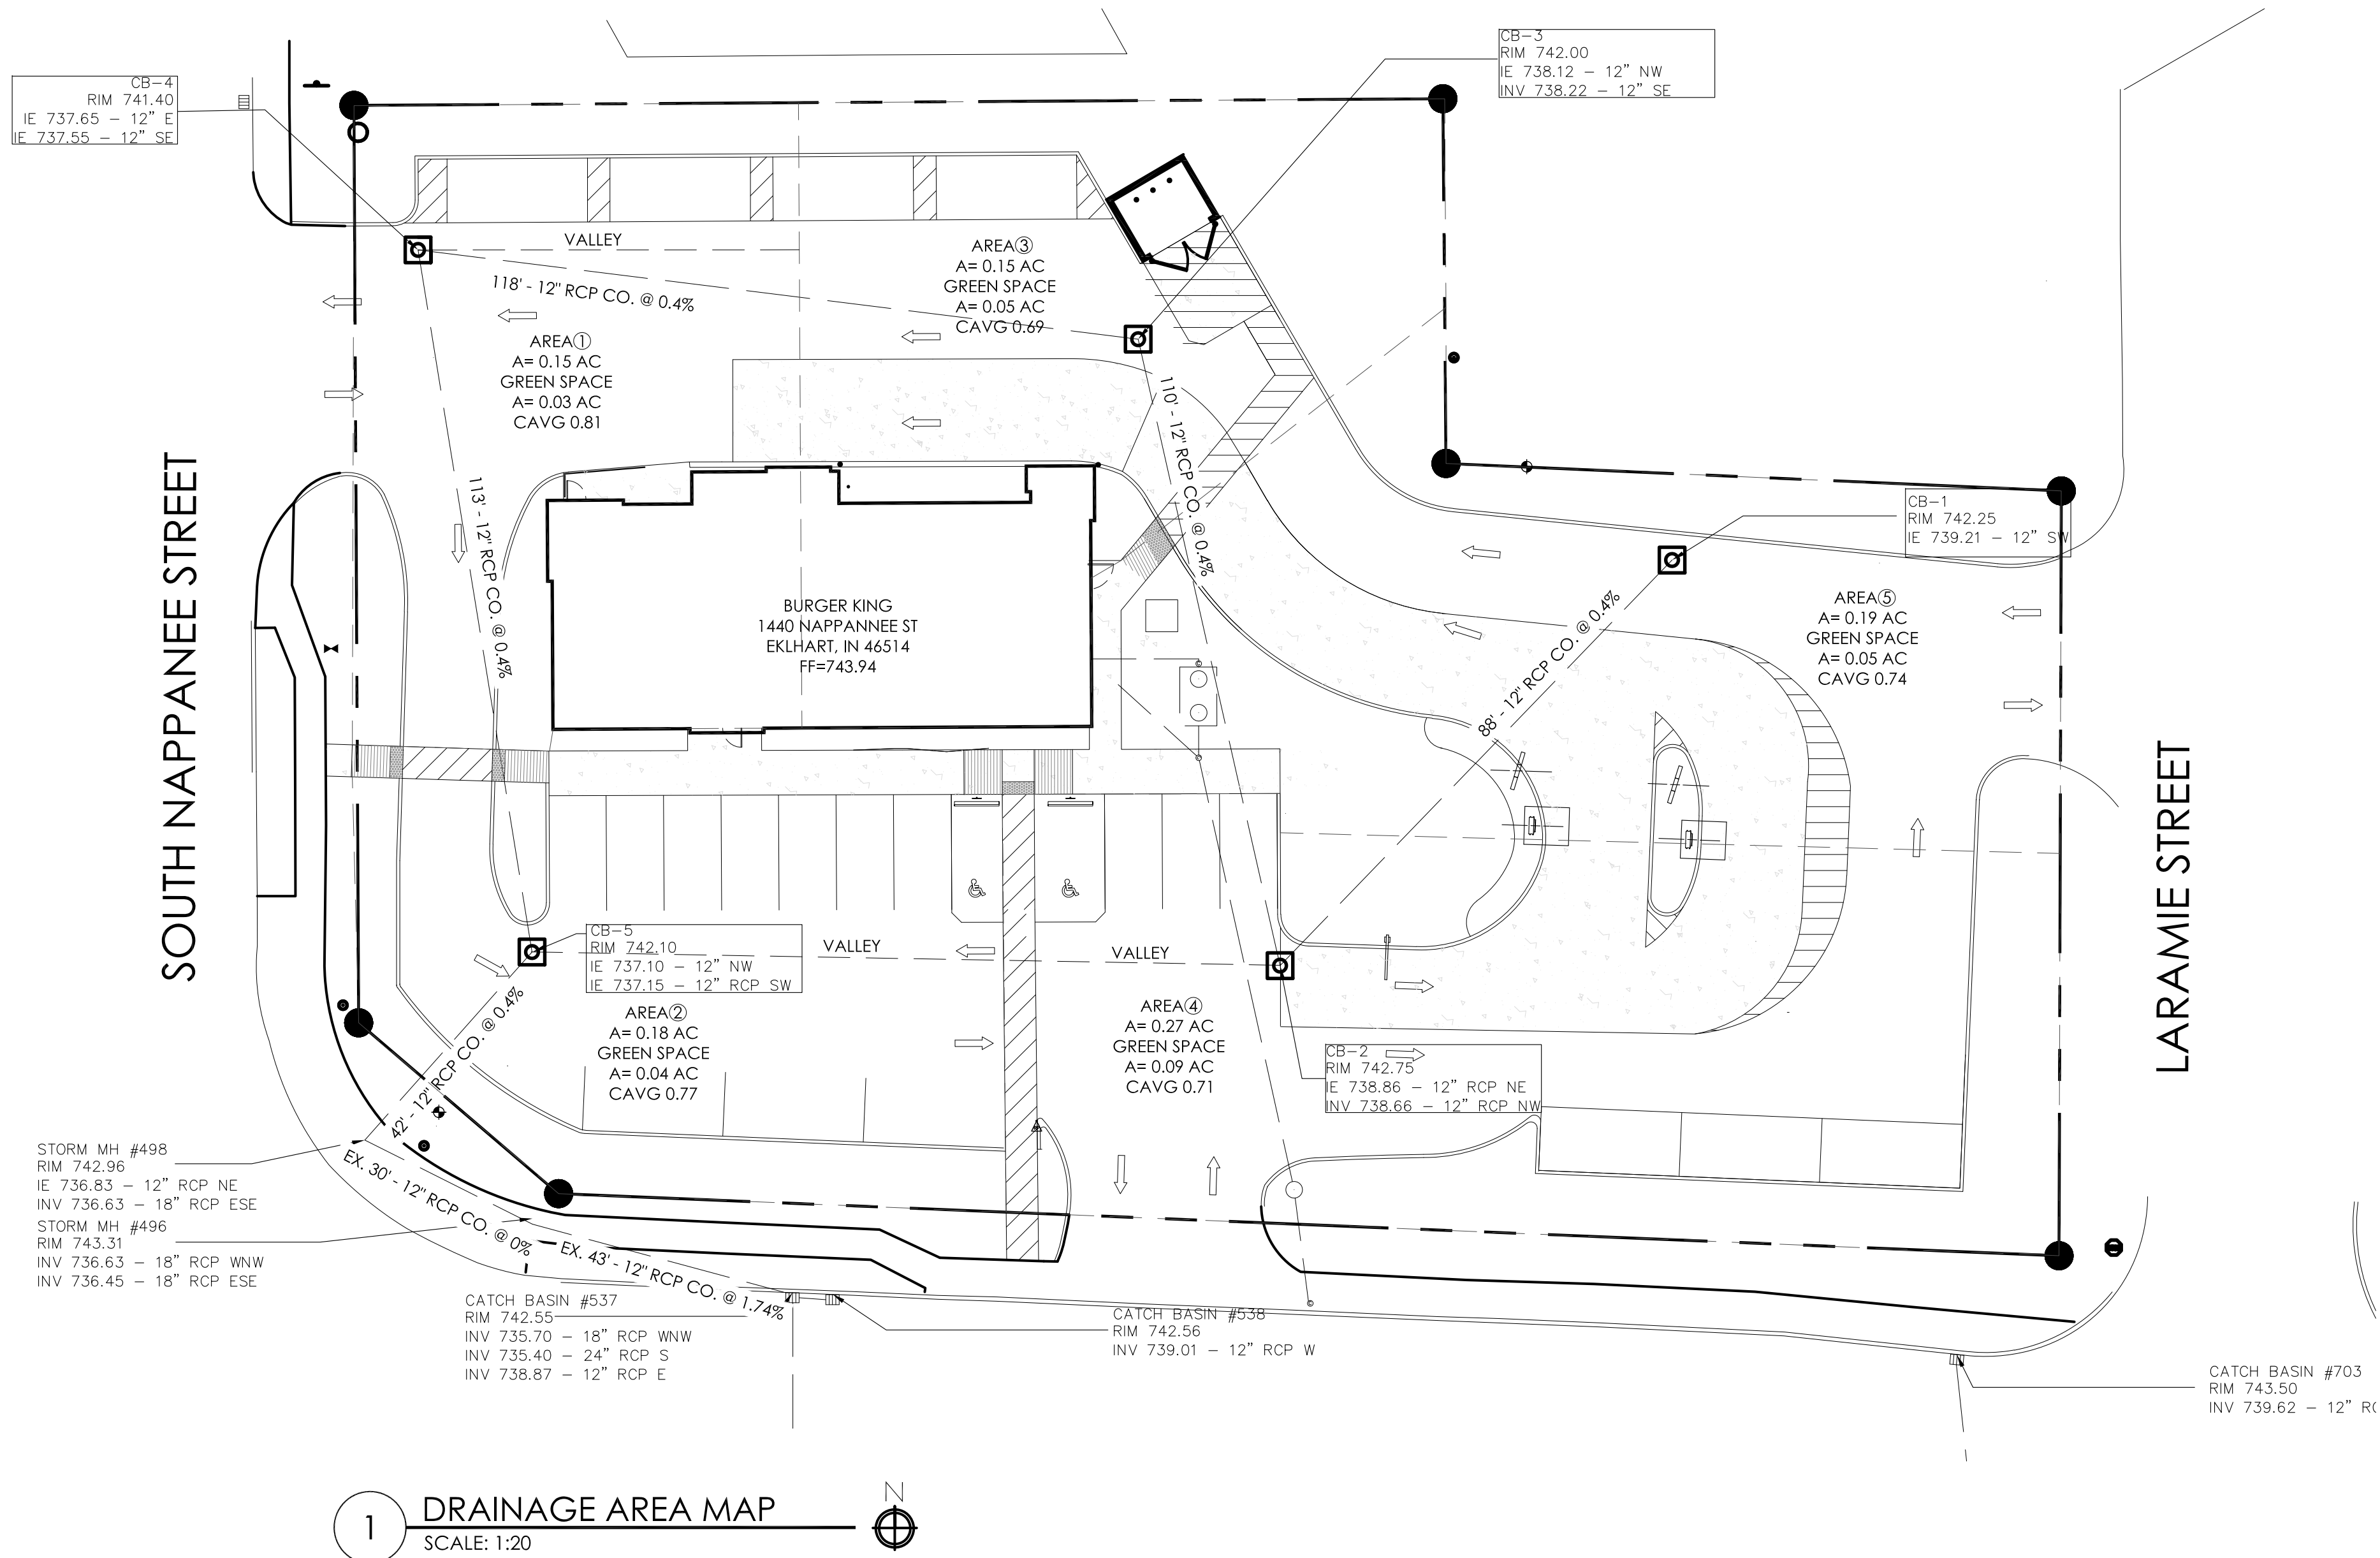 CB-4
RIM 741.40
IE 737.65 - 12" E
IE 737.55 - 12" SE
CB-3
RIM 742.00
IE 738.12 - 12" NW
INV 738.22 - 12" SE
VALLEY
118' - 12" RCP CO. @ 0.4%
AREA③
A= 0.15 AC
GREEN SPACE
A= 0.05 AC
CAVG 0.69
AREA①
A= 0.15 AC
GREEN SPACE
A= 0.03 AC
CAVG 0.81
110' - 12" RCP CO. @ 0.4%
113' - 12" RCP CO. @ 0.4%
SOUTH NAPPANEE STREET
CB-1
RIM 742.25
IE 739.21 - 12" SW
BURGER KING
1440 NAPPANNEE ST
EKLHART, IN 46514
FF=743.94
88' - 12" RCP CO. @ 0.4%
AREA⑤
A= 0.19 AC
GREEN SPACE
A= 0.05 AC
CAVG 0.74
LARAMIE STREET
CB-5
RIM 742.10
IE 737.10 - 12" NW
IE 737.15 - 12" RCP SW
VALLEY
VALLEY
AREA②
A= 0.18 AC
GREEN SPACE
A= 0.04 AC
CAVG 0.77
AREA④
A= 0.27 AC
GREEN SPACE
A= 0.09 AC
CAVG 0.71
CB-2
RIM 742.75
IE 738.86 - 12" RCP NE
INV 738.66 - 12" RCP NW
42' - 12" RCP CO. @ 0.4%
STORM MH #498
RIM 742.96
IE 736.83 - 12" RCP NE
INV 736.63 - 18" RCP ESE
STORM MH #496
RIM 743.31
INV 736.63 - 18" RCP WNW
INV 736.45 - 18" RCP ESE
EX. 30' - 12" RCP CO. @ 0%
EX. 43' - 12" RCP CO. @ 1.74%
CATCH BASIN #537
RIM 742.55
INV 735.70 - 18" RCP WNW
INV 735.40 - 24" RCP S
INV 738.87 - 12" RCP E
CATCH BASIN #538
RIM 742.56
INV 739.01 - 12" RCP W
CATCH BASIN #703
RIM 743.50
INV 739.62 - 12"
1
DRAINAGE AREA MAP
SCALE: 1:20
N